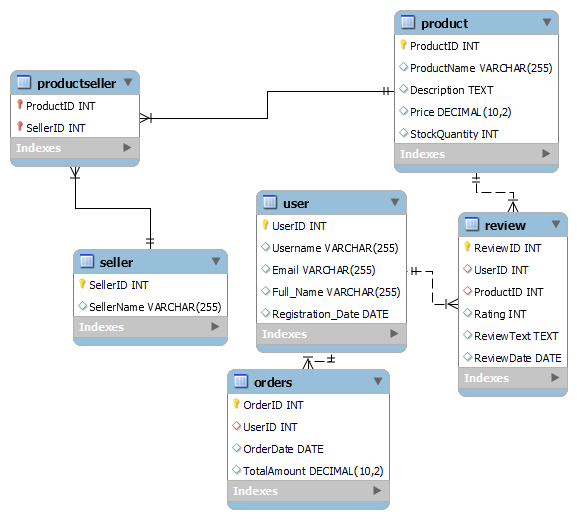 product
ProductID INT
ProductName VARCHAR(255)
Description TEXT
Price DECIMAL(10,2)
StockQuantity INT
Indexes
productseller
ProductID INT
SellerID INT
Indexes
user
UserID INT
Username VARCHAR(255)
Email VARCHAR(255)
Full_Name VARCHAR(255)
Registration_Date DATE
Indexes
review
ReviewID INT
UserID INT
ProductID INT
Rating INT
ReviewText TEXT
ReviewDate DATE
Indexes
seller
SellerID INT
SellerName VARCHAR(255)
Indexes
orders
OrderID INT
UserID INT
OrderDate DATE
TotalAmount DECIMAL(10,2)
Indexes